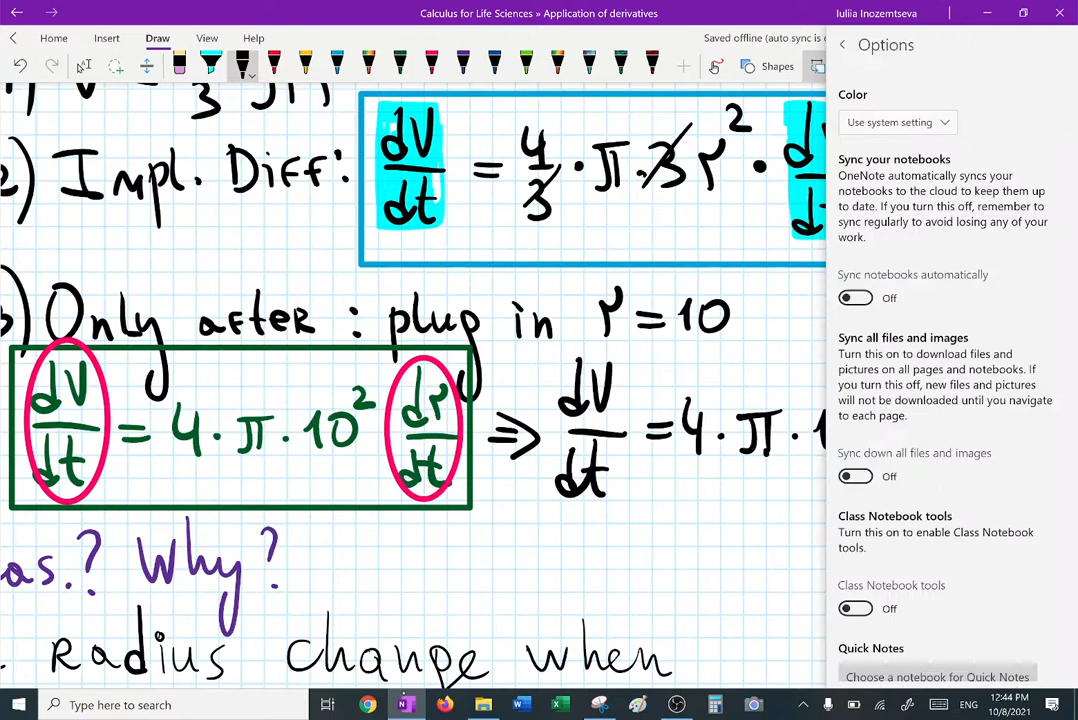 Calculus for Life Sciences » Application of derivatives
Iuliia Inozemtseva
Home Insert Draw View Help
Saved offline (auto sync is
Shapes
Options
Color
Use system setting
Sync your notebooks
OneNote automatically syncs your
notebooks to the cloud to keep them up
to date. If you turn this off, remember to
sync regularly to avoid losing any of your
work.
Sync notebooks automatically
Off
Sync all files and images
Turn this on to download files and
pictures on all pages and notebooks. If
you turn this off, new files and pictures
will not be downloaded until you navigate
to each page.
Sync down all files and images
Off
Class Notebook tools
Turn this on to enable Class Notebook
tools.
Class Notebook tools
Off
Quick Notes
Choose a notebook for Quick Notes
) Impl. Diff: dV/dt = 4/3 · π · 3 r² ·
) Only after : plug in r = 10
dV/dt = 4 · π · 10² dr/dt ⇒ dV/dt = 4 · π ·
as.? Why?
Radius change when
Type here to search
ENG
12:44 PM
10/8/2021